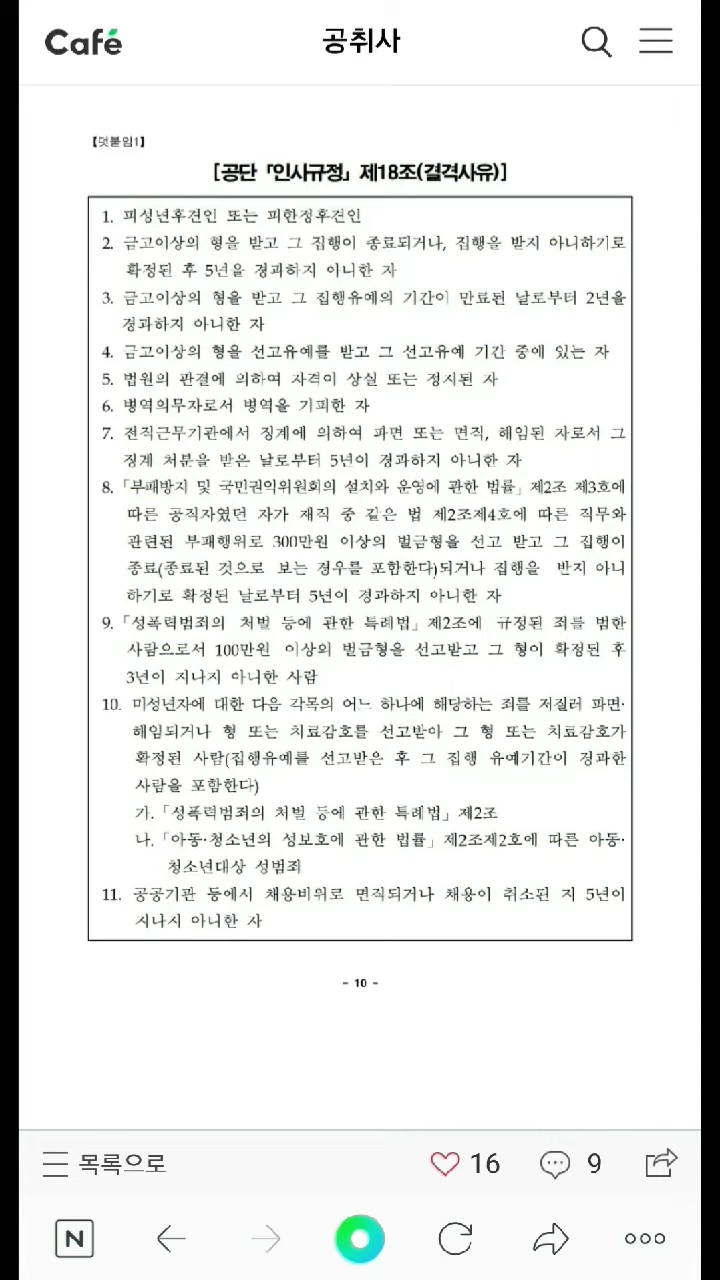 Café
공취사
【덧붙임1】
[공단 「인사규정」 제18조(결격사유)]
1. 피성년후견인 또는 피한정후견인
2. 금고이상의 형을 받고 그 집행이 종료되거나, 집행을 받지 아니하기로
확정된 후 5년을 경과하지 아니한 자
3. 금고이상의 형을 받고 그 집행유예의 기간이 만료된 날로부터 2년을
경과하지 아니한 자
4. 금고이상의 형을 선고유예를 받고 그 선고유예 기간 중에 있는 자
5. 법원의 판결에 의하여 자격이 상실 또는 정지된 자
6. 병역의무자로서 병역을 기피한 자
7. 전직근무기관에서 징계에 의하여 파면 또는 면직, 해임된 자로서 그
징계 처분을 받은 날로부터 5년이 경과하지 아니한 자
8.「부패방지 및 국민권익위원회의 설치와 운영에 관한 법률」 제2조 제3호에
따른 공직자였던 자가 재직 중 같은 법 제2조제4호에 따른 직무와
관련된 부패행위로 300만원 이상의 벌금형을 선고 받고 그 집행이
종료(종료된 것으로 보는 경우를 포함한다)되거나 집행을 받지 아니
하기로 확정된 날로부터 5년이 경과하지 아니한 자
9.「성폭력범죄의 처벌 등에 관한 특례법」 제2조에 규정된 죄를 범한
사람으로서 100만원 이상의 벌금형을 선고받고 그 형이 확정된 후
3년이 지나지 아니한 사람
10. 미성년자에 대한 다음 각목의 어느 하나에 해당하는 죄를 저질러 파면·
해임되거나 형 또는 치료감호를 선고받아 그 형 또는 치료감호가
확정된 사람(집행유예를 선고받은 후 그 집행 유예기간이 경과한
사람을 포함한다)
가.「성폭력범죄의 처벌 등에 관한 특례법」 제2조
나.「아동·청소년의 성보호에 관한 법률」 제2조제2호에 따른 아동·
청소년대상 성범죄
11. 공공기관 등에서 채용비위로 면직되거나 채용이 취소된 지 5년이
지나지 아니한 자
- 10 -
목록으로
16
9
N